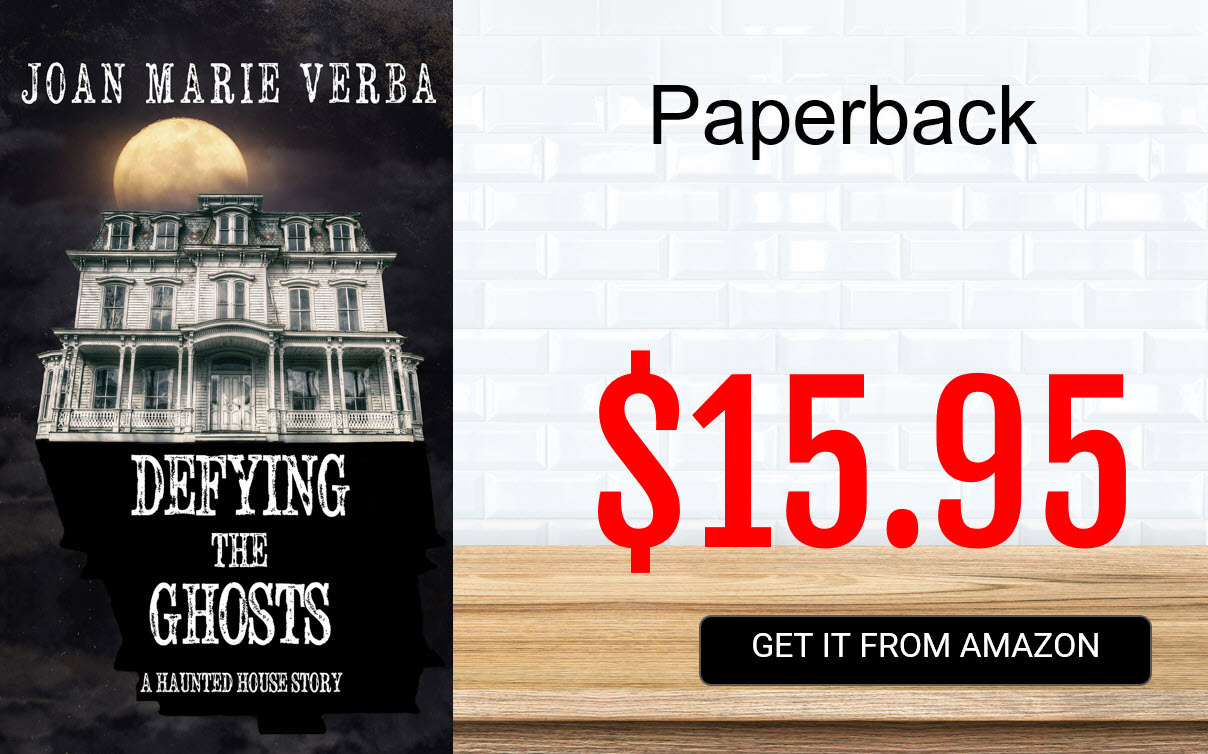 JOAN MARIE VERBA
DEFYING
THE
GHOSTS
A HAUNTED HOUSE STORY
Paperback
$15.95
GET IT FROM AMAZON